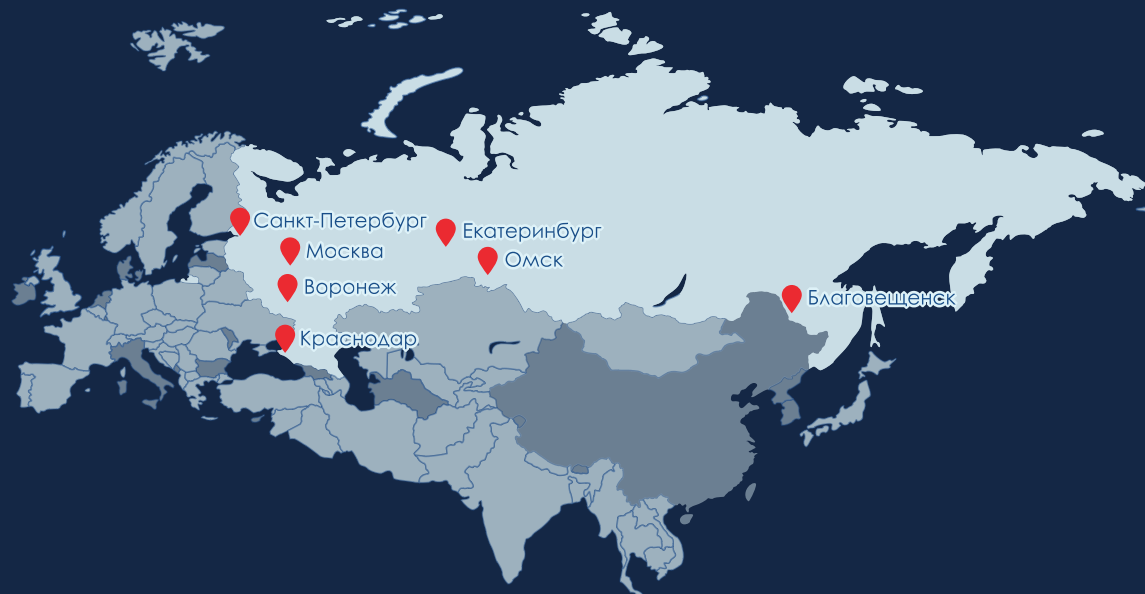 Санкт-Петербург
Екатеринбург
Москва
Омск
Воронеж
Благовещенск
Краснодар